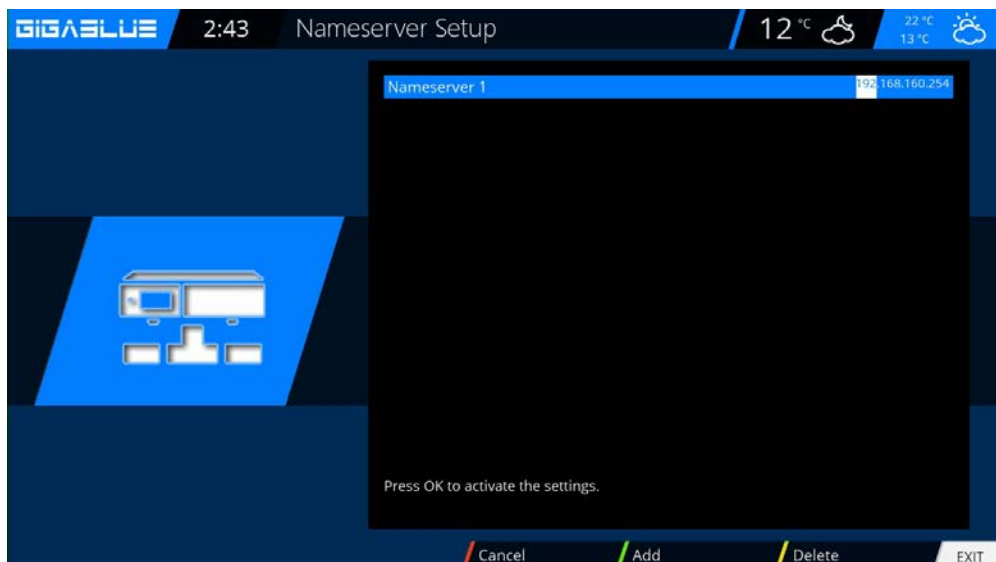 GIGABLUE 2:43 Nameserver Setup 12 °C 22 °C
13 °C
Nameserver 1 192.168.160.254
Press OK to activate the settings.
Cancel Add Delete EXIT